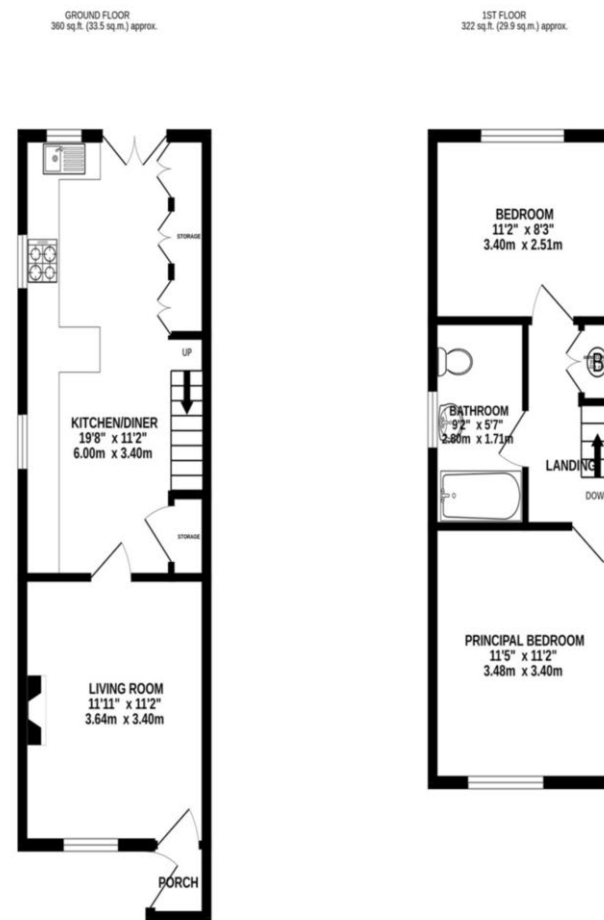 GROUND FLOOR
360 sq.ft. (33.5 sq.m.) approx.
1ST FLOOR
322 sq.ft. (29.9 sq.m.) approx.
STORAGE
UP
KITCHEN/DINER
19'8" x 11'2"
6.00m x 3.40m
STORAGE
LIVING ROOM
11'11" x 11'2"
3.64m x 3.40m
PORCH
BEDROOM
11'2" x 8'3"
3.40m x 2.51m
B
BATHROOM
9'2" x 5'7"
2.80m x 1.71m
LANDING
DOW
PRINCIPAL BEDROOM
11'5" x 11'2"
3.48m x 3.40m